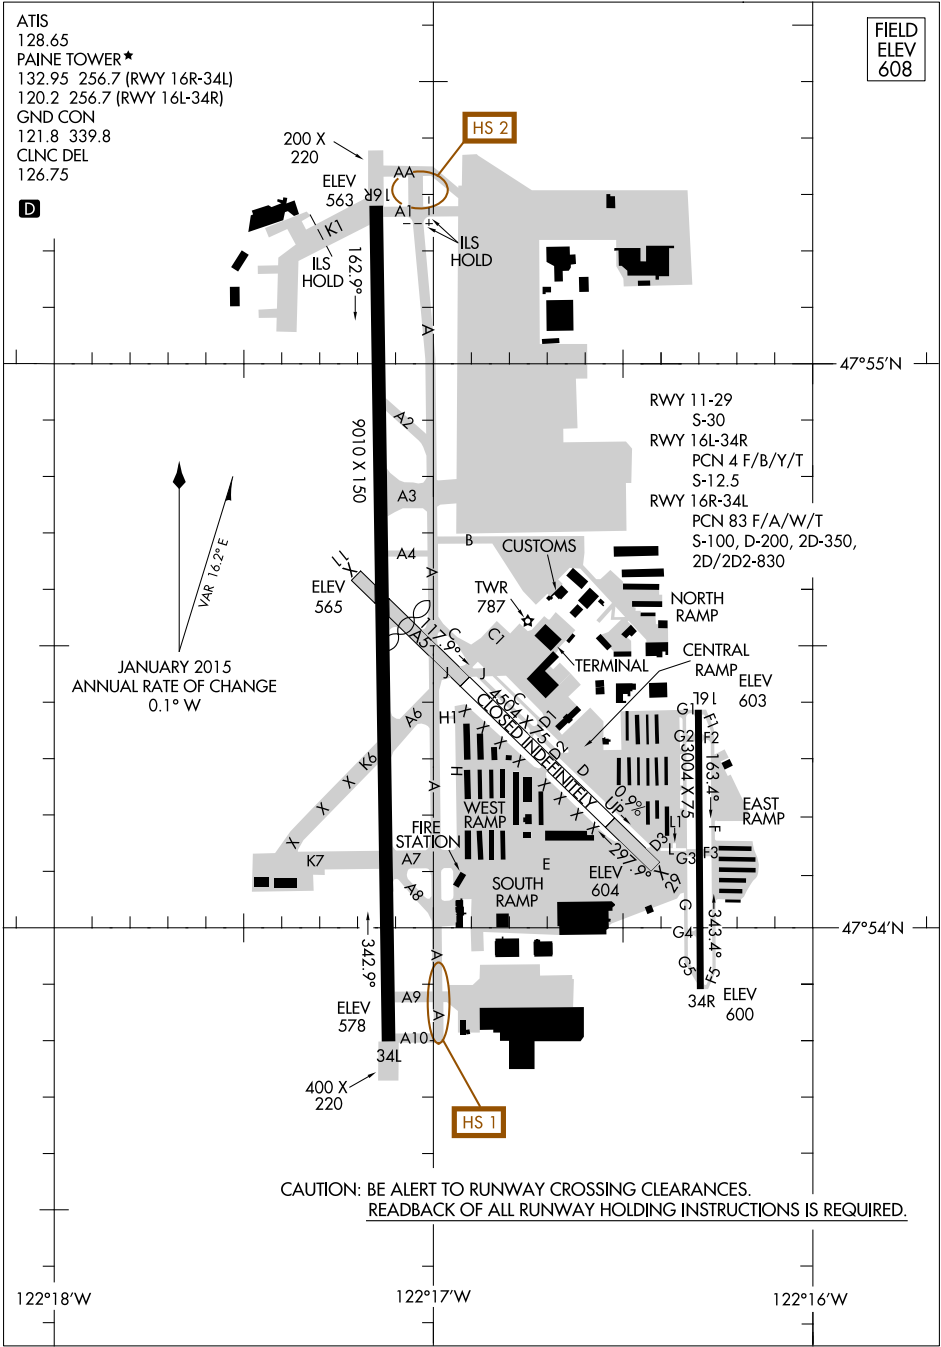 ATIS
128.65
PAINE TOWER★
132.95 256.7 (RWY 16R-34L)
120.2 256.7 (RWY 16L-34R)
GND CON
121.8 339.8
CLNC DEL
126.75
D
FIELD
ELEV
608
HS 2
200 X
220
ELEV
563
16R
AA
A1
K1
ILS
HOLD
ILS
HOLD
162.9°
A
47°55'N
RWY 11-29
S-30
RWY 16L-34R
PCN 4 F/B/Y/T
S-12.5
RWY 16R-34L
PCN 83 F/A/W/T
S-100, D-200, 2D-350,
2D/2D2-830
A2
9010 X 150
A3
B
A4
CUSTOMS
VAR 16.2° E
11
X
ELEV
565
A
TWR
787
NORTH
RAMP
JANUARY 2015
ANNUAL RATE OF CHANGE
0.1° W
A5
117.9°
C
C1
TERMINAL
CENTRAL
RAMP
ELEV
603
16L
J
J
C
4504 X 75
D1
D2
CLOSED INDEFINITELY
X X X X X X X X
A6
H1
G1
F1
G2
F2
3004 X 75
163.4°
K6
X X X
H
A
D
0.9%
UP
WEST
RAMP
FIRE
STATION
EAST
RAMP
L1
L
D3
F
K7
A7
E
297.9°
X
29
G3
F3
A8
SOUTH
RAMP
ELEV
604
G
G4
343.4°
47°54'N
342.9°
A
G5
F5
A9
A
ELEV
578
34R
ELEV
600
A10
34L
400 X
220
HS 1
CAUTION: BE ALERT TO RUNWAY CROSSING CLEARANCES.
READBACK OF ALL RUNWAY HOLDING INSTRUCTIONS IS REQUIRED.
122°18'W
122°17'W
122°16'W